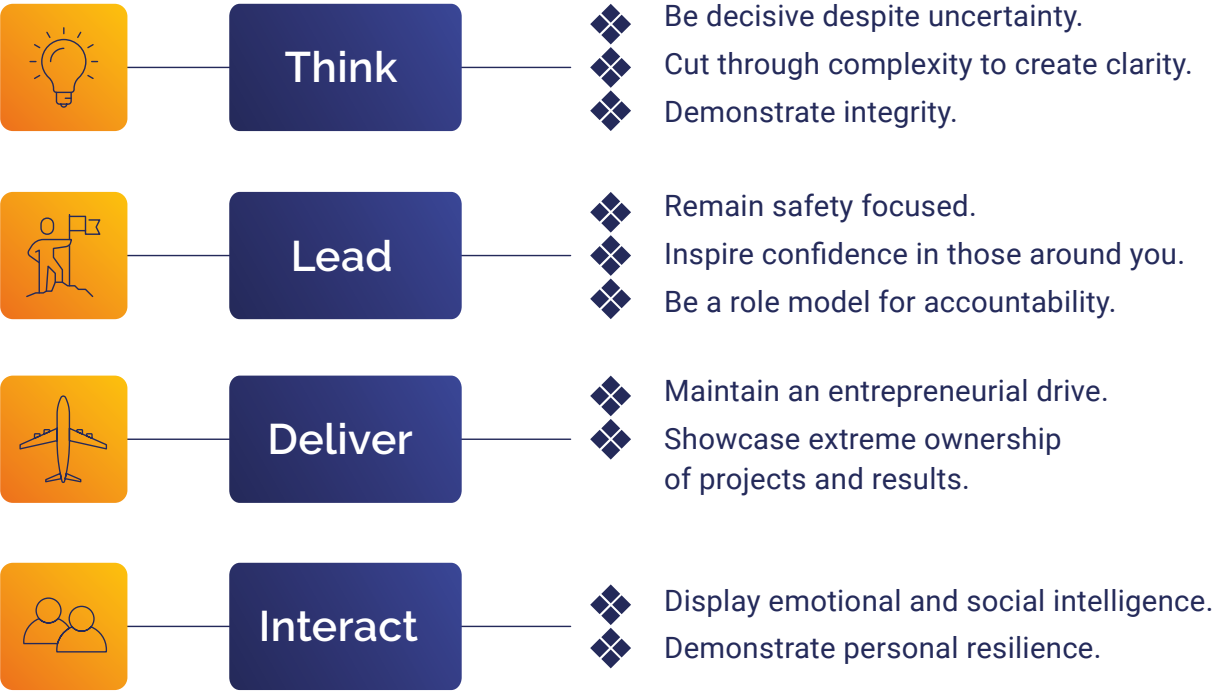 Think
Be decisive despite uncertainty.
Cut through complexity to create clarity.
Demonstrate integrity.
Lead
Remain safety focused.
Inspire confidence in those around you.
Be a role model for accountability.
Deliver
Maintain an entrepreneurial drive.
Showcase extreme ownership
of projects and results.
Interact
Display emotional and social intelligence.
Demonstrate personal resilience.